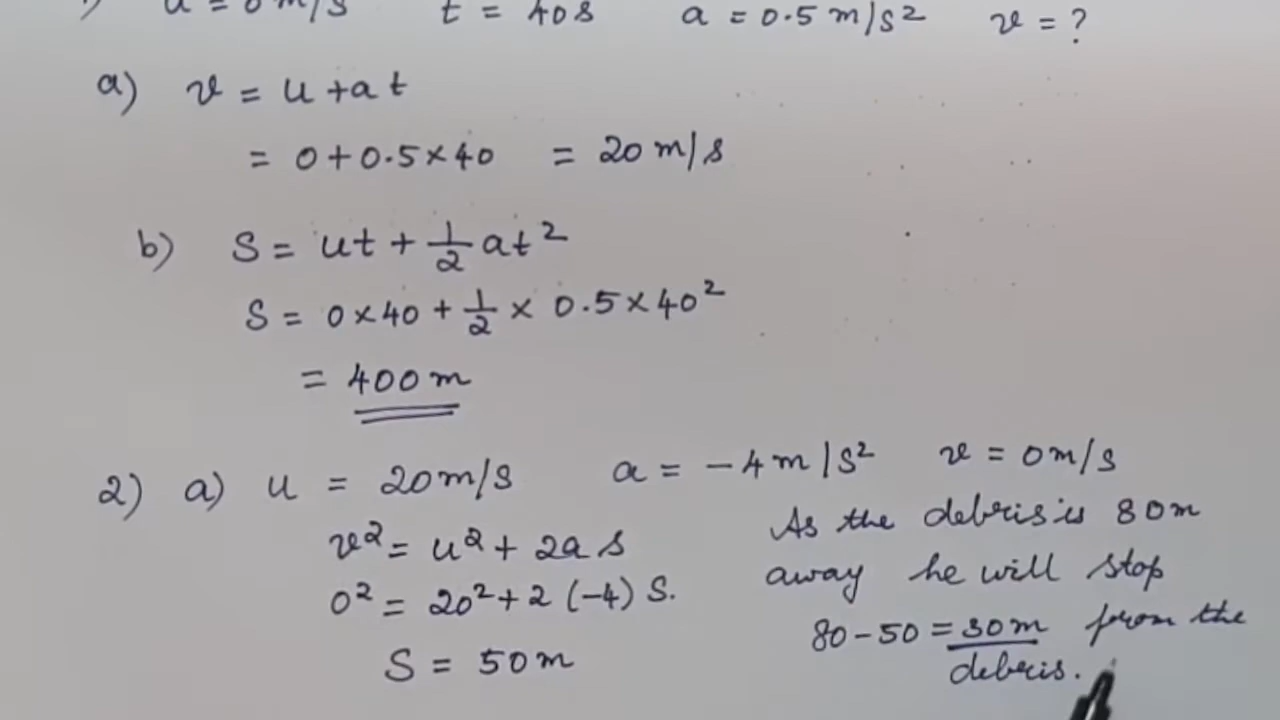 u = 0 m/s t = 40s a = 0.5 m/s² v = ?
a) v = u + at
= 0 + 0.5 × 40 = 20 m/s
b) S = ut + 1/2 at²
S = 0 × 40 + 1/2 × 0.5 × 40²
= 400 m
2) a) u = 20 m/s a = -4 m/s² v = 0 m/s
v² = u² + 2as
0² = 20² + 2 (-4) S.
S = 50 m
As the debris is 80m
away he will stop
80 - 50 = 30m from the
debris.